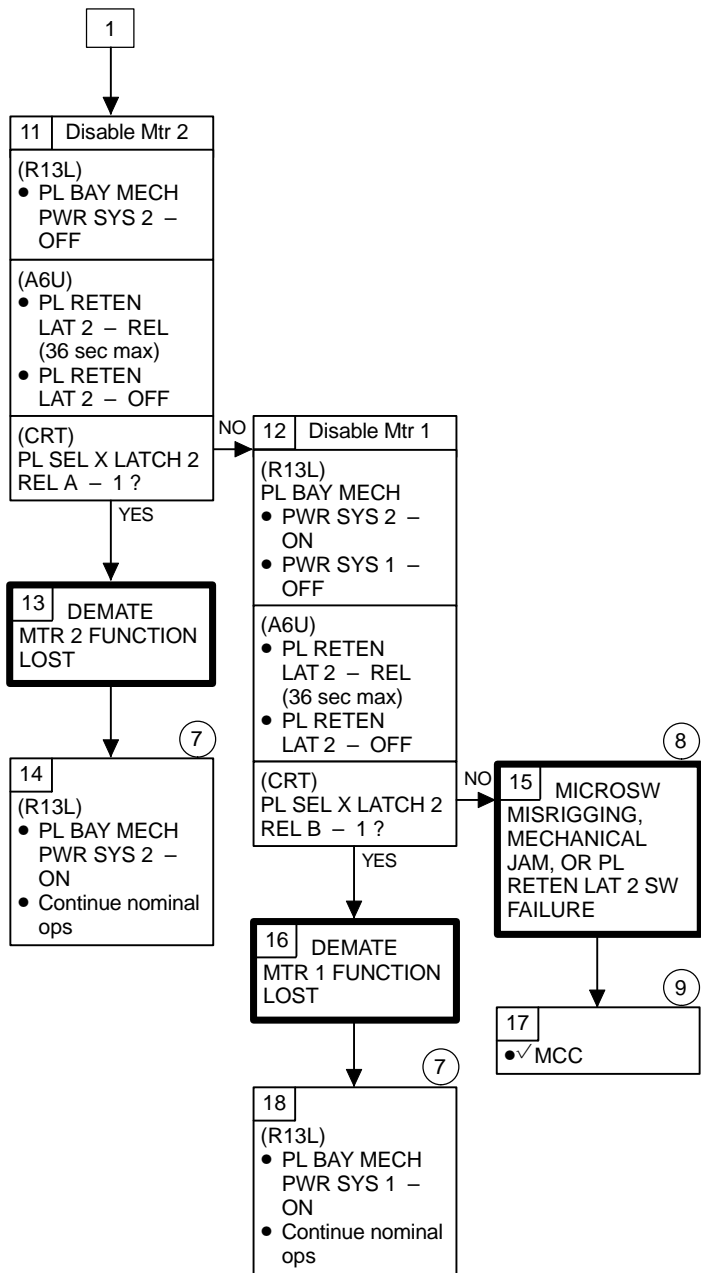 1
11 Disable Mtr 2
(R13L)
• PL BAY MECH
PWR SYS 2 –
OFF
(A6U)
• PL RETEN
LAT 2 – REL
(36 sec max)
• PL RETEN
LAT 2 – OFF
(CRT)
PL SEL X LATCH 2
REL A – 1 ?
NO
YES
12 Disable Mtr 1
(R13L)
PL BAY MECH
• PWR SYS 2 –
ON
• PWR SYS 1 –
OFF
(A6U)
• PL RETEN
LAT 2 – REL
(36 sec max)
• PL RETEN
LAT 2 – OFF
(CRT)
PL SEL X LATCH 2
REL B – 1 ?
NO
YES
13 DEMATE
MTR 2 FUNCTION
LOST
7
14
(R13L)
• PL BAY MECH
PWR SYS 2 –
ON
• Continue nominal
ops
8
15 MICROSW
MISRIGGING,
MECHANICAL
JAM, OR PL
RETEN LAT 2 SW
FAILURE
16 DEMATE
MTR 1 FUNCTION
LOST
9
17
•√MCC
7
18
(R13L)
• PL BAY MECH
PWR SYS 1 –
ON
• Continue nominal
ops